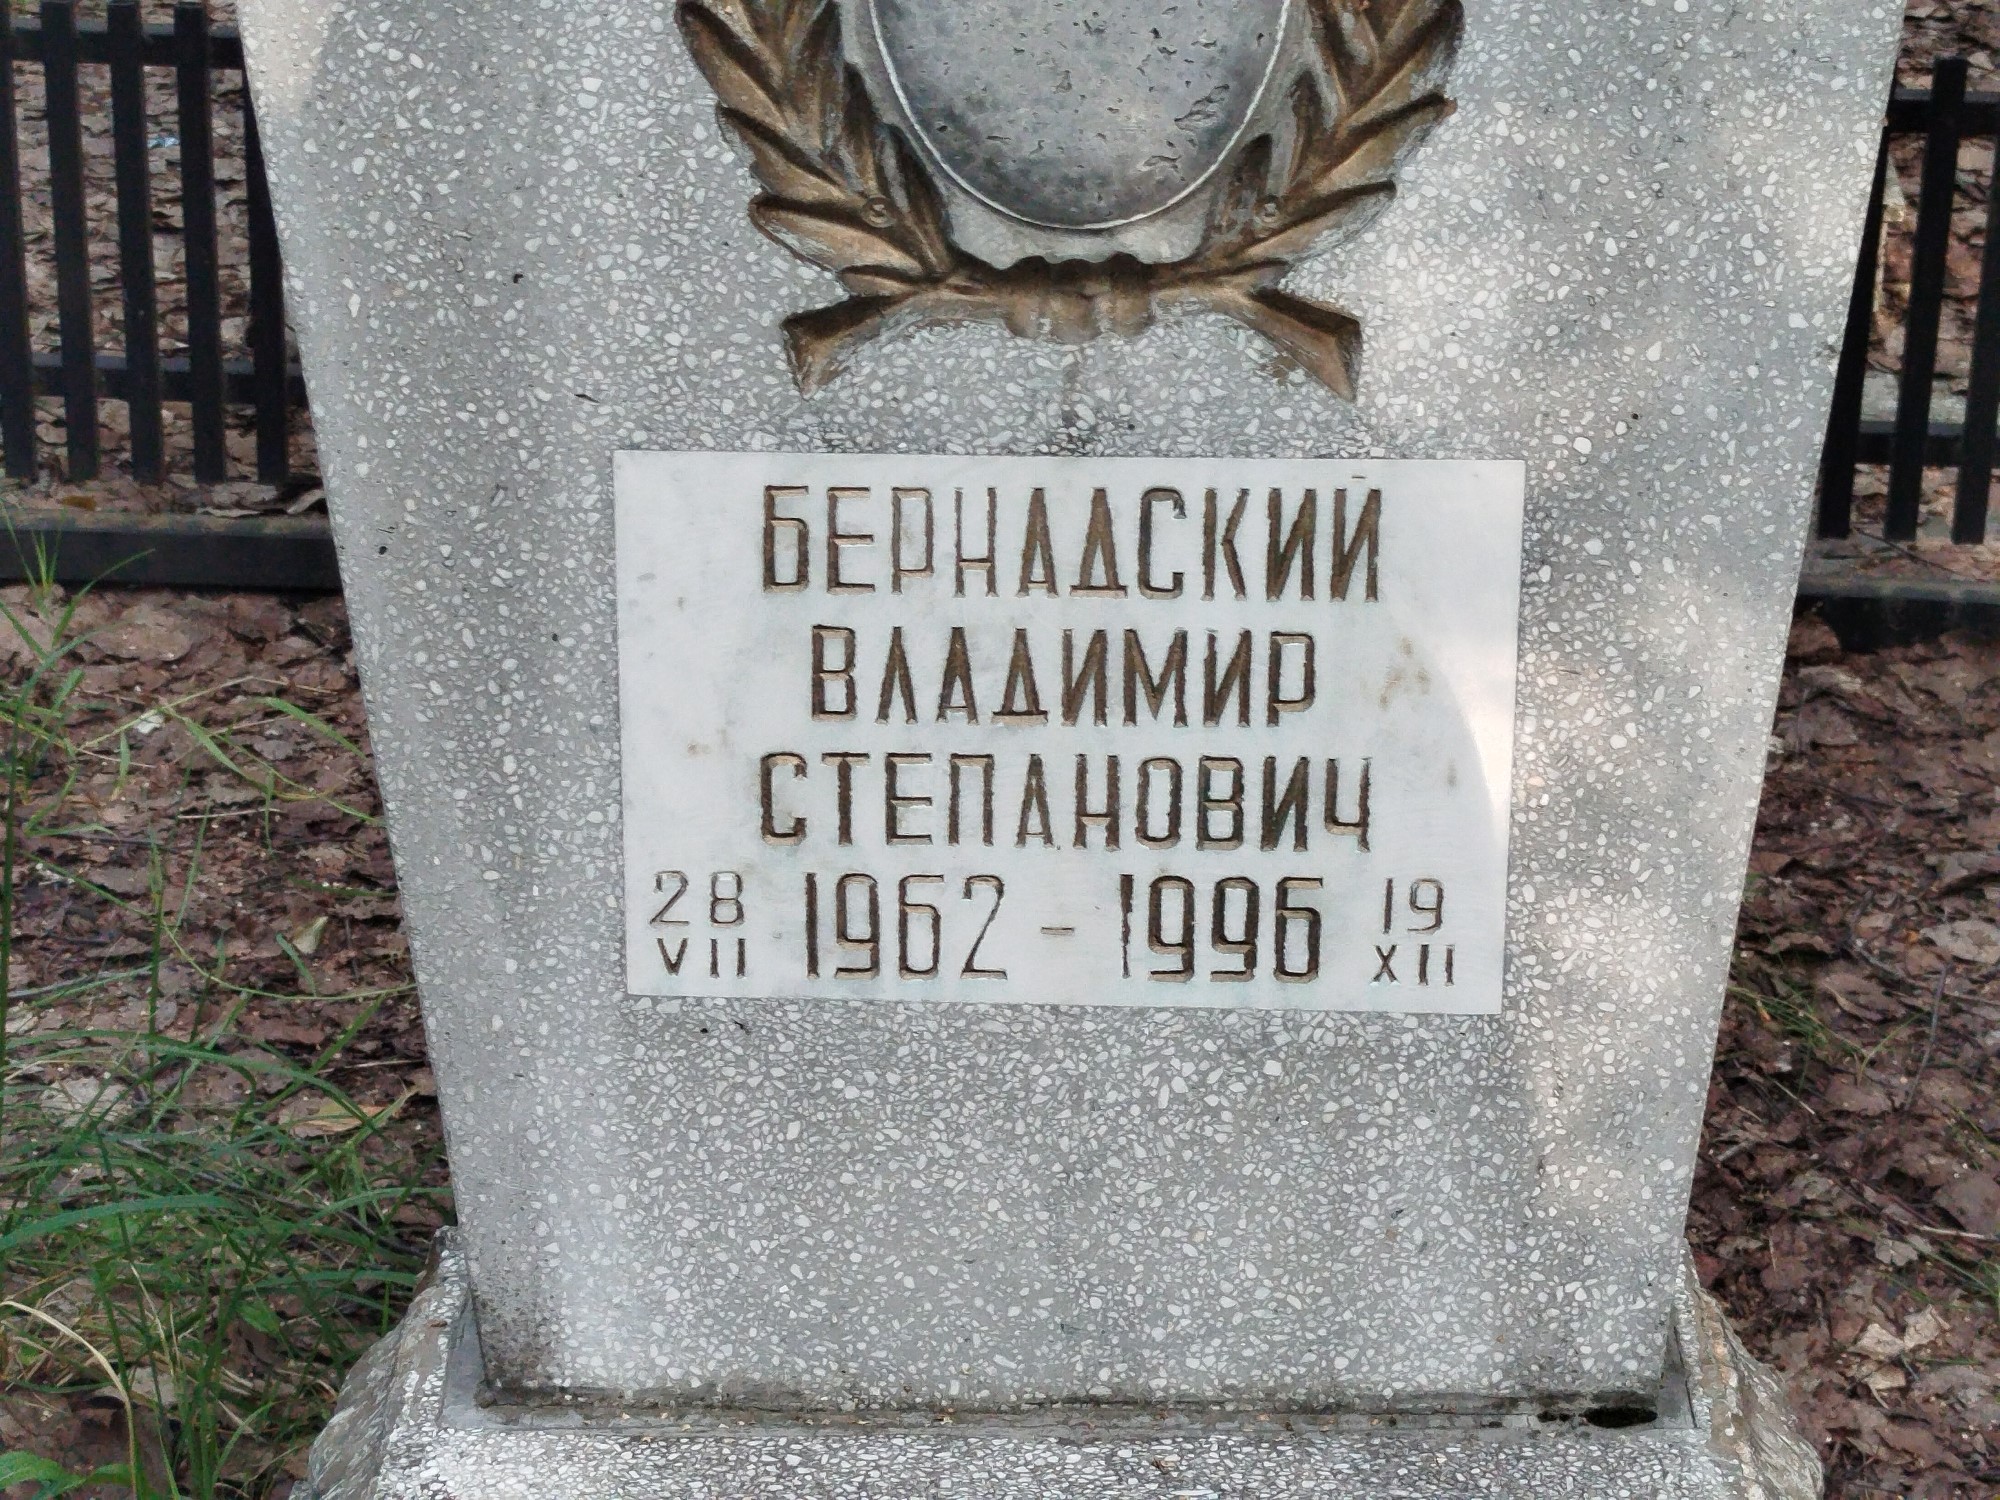 БЕРНАДСКИЙ
ВЛАДИМИР
СТЕПАНОВИЧ
28 VII 1962 - 1996 19 XII